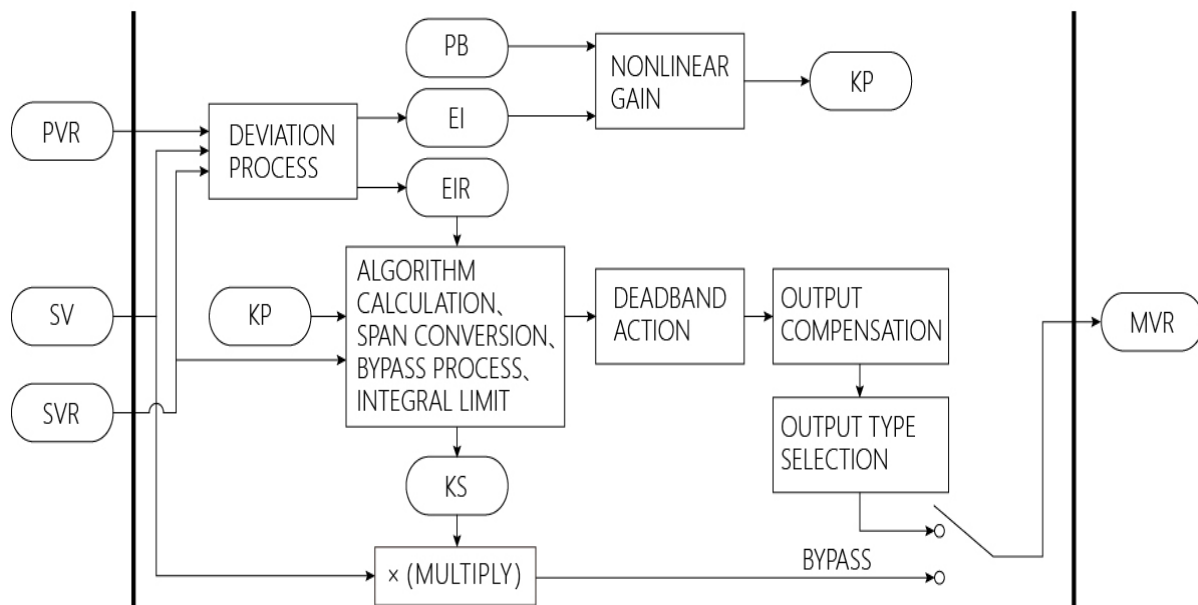 PB
NONLINEAR
GAIN
KP
PVR
DEVIATION
PROCESS
EI
EIR
SV
KP
ALGORITHM
CALCULATION、
SPAN CONVERSION、
BYPASS PROCESS、
INTEGRAL LIMIT
DEADBAND
ACTION
OUTPUT
COMPENSATION
MVR
SVR
OUTPUT TYPE
SELECTION
KS
× (MULTIPLY)
BYPASS